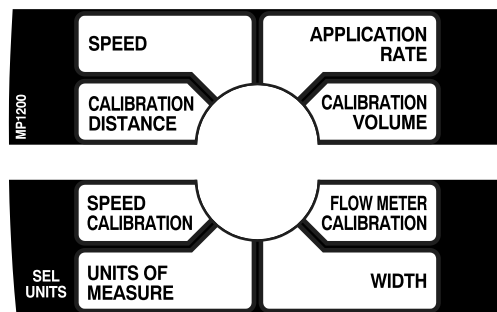 SPEED
APPLICATION
RATE
MP1200
CALIBRATION
DISTANCE
CALIBRATION
VOLUME
SPEED
CALIBRATION
FLOW METER
CALIBRATION
SEL
UNITS
UNITS OF
MEASURE
WIDTH